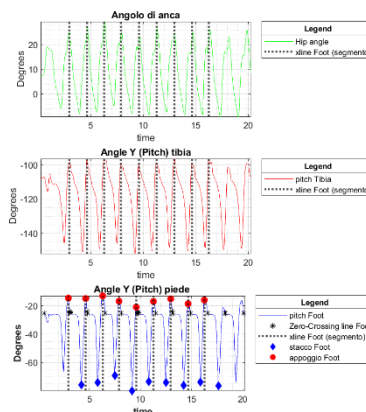 Angolo di anca
Degrees
20
10
0
5
10
15
20
time
Legend
Hip angle
xline Foot (segmento)
Angle Y (Pitch) tibia
Degrees
-100
-120
-140
5
10
15
20
time
Legend
pitch Tibia
xline Foot (segmento)
Angle Y (Pitch) piede
Degrees
-20
-40
-60
5
10
15
20
time
Legend
pitch Foot
Zero-Crossing line Foo
xline Foot (segmento)
stacco Foot
appoggio Foot